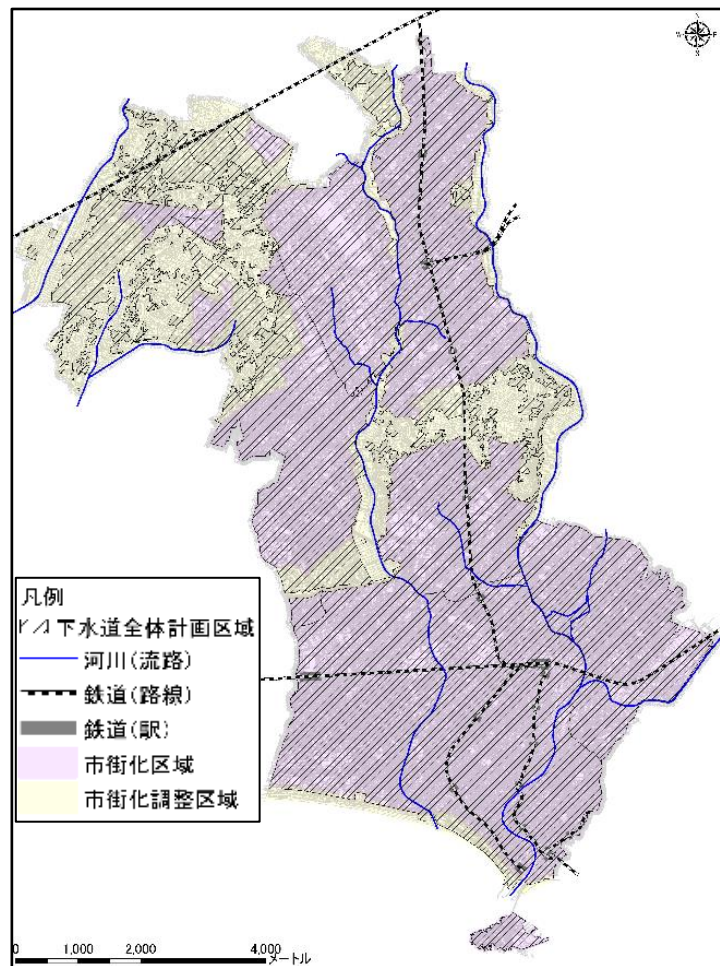 N
W
E
S
凡例
下水道全体計画区域
河川(流路)
鉄道(路線)
鉄道(駅)
市街化区域
市街化調整区域
0 1,000 2,000 4,000
メートル